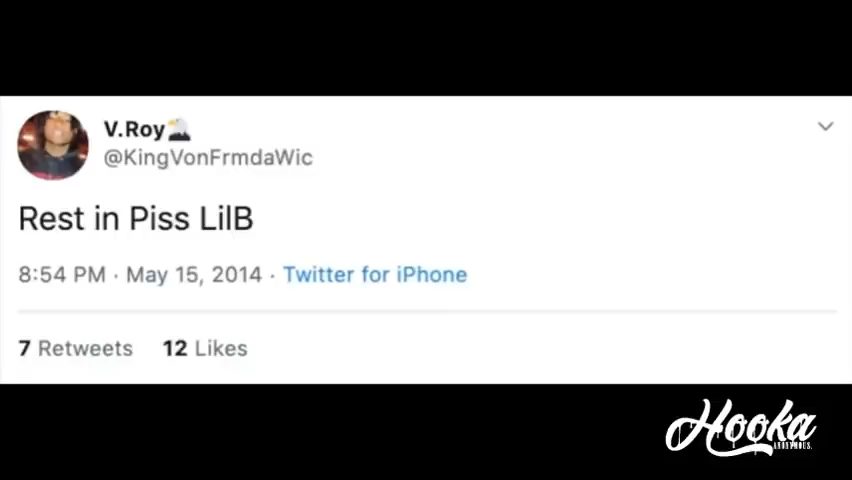 V.Roy
@KingVonFrmdaWic
Rest in Piss LilB
8:54 PM · May 15, 2014 · Twitter for iPhone
7 Retweets 12 Likes
Hooka
ANONYMOUS.